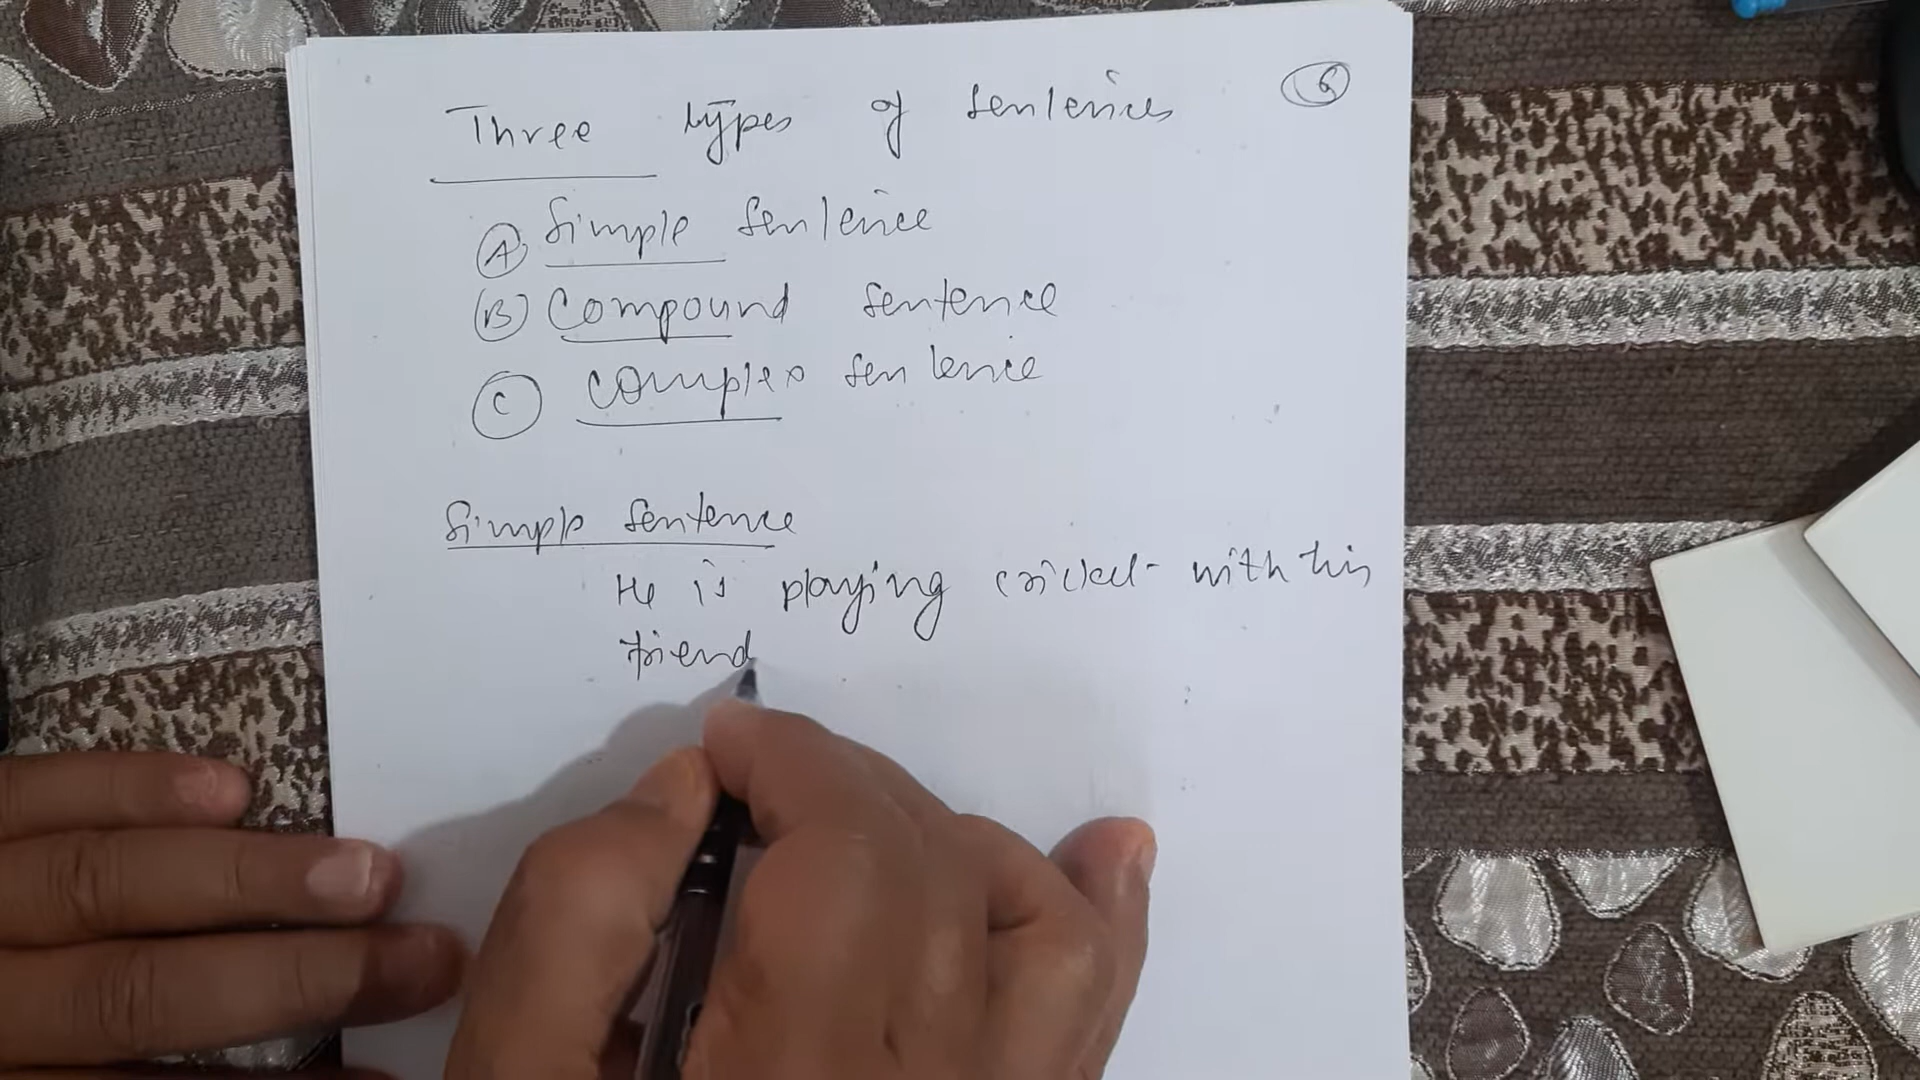 Three types of sentences
6
A Simple sentence
(B) Compound sentence
C complex sentence
Simple sentence
He is playing cricket with his
friend